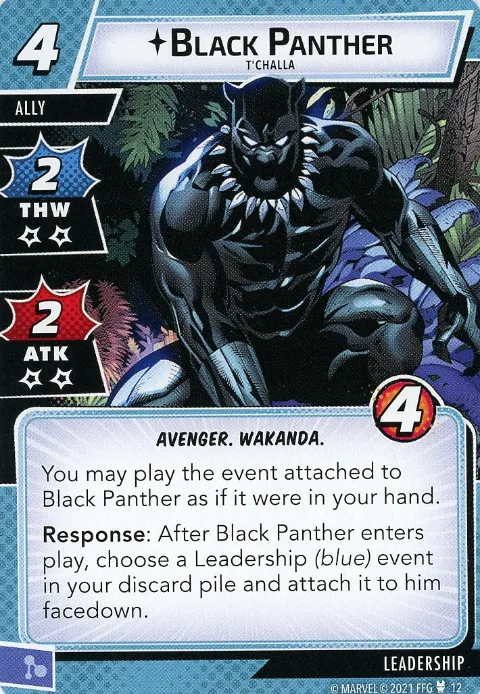 4
BLACK PANTHER
T'CHALLA
ALLY
2
THW
2
ATK
4
AVENGER. WAKANDA.
You may play the event attached to
Black Panther as if it were in your hand.
Response: After Black Panther enters
play, choose a Leadership (blue) event
in your discard pile and attach it to him
facedown.
LEADERSHIP
© MARVEL © 2021 FFG 12